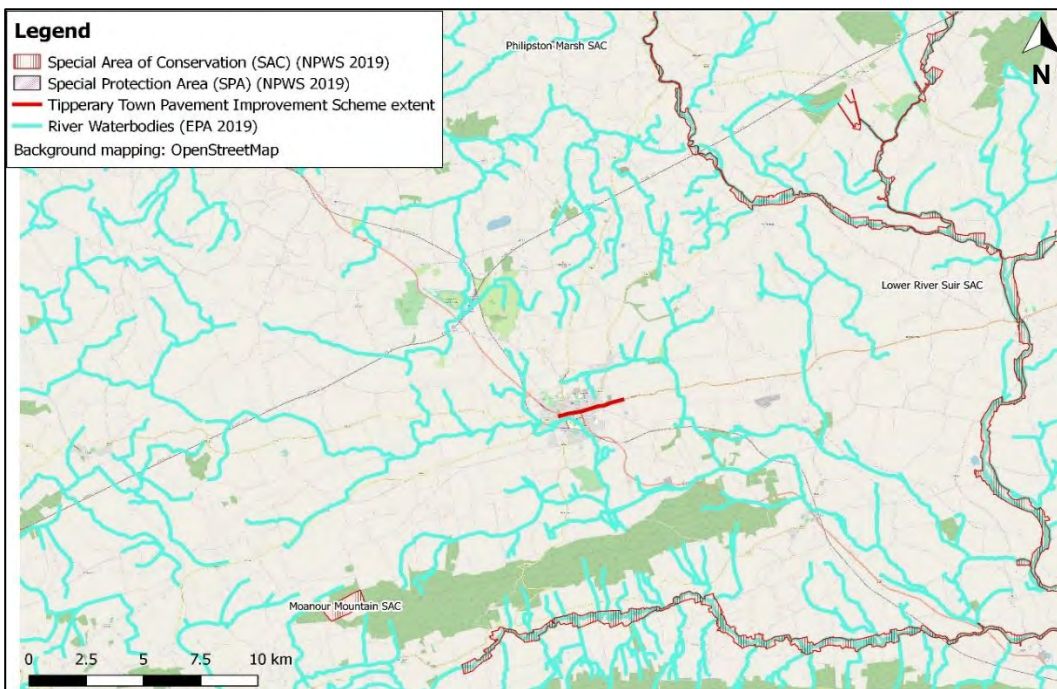 Legend
Special Area of Conservation (SAC) (NPWS 2019)
Special Protection Area (SPA) (NPWS 2019)
Tipperary Town Pavement Improvement Scheme extent
River Waterbodies (EPA 2019)
Background mapping: OpenStreetMap
Philipston Marsh SAC
N
Lower River Suir SAC
Moanour Mountain SAC
0 2.5 5 7.5 10 km